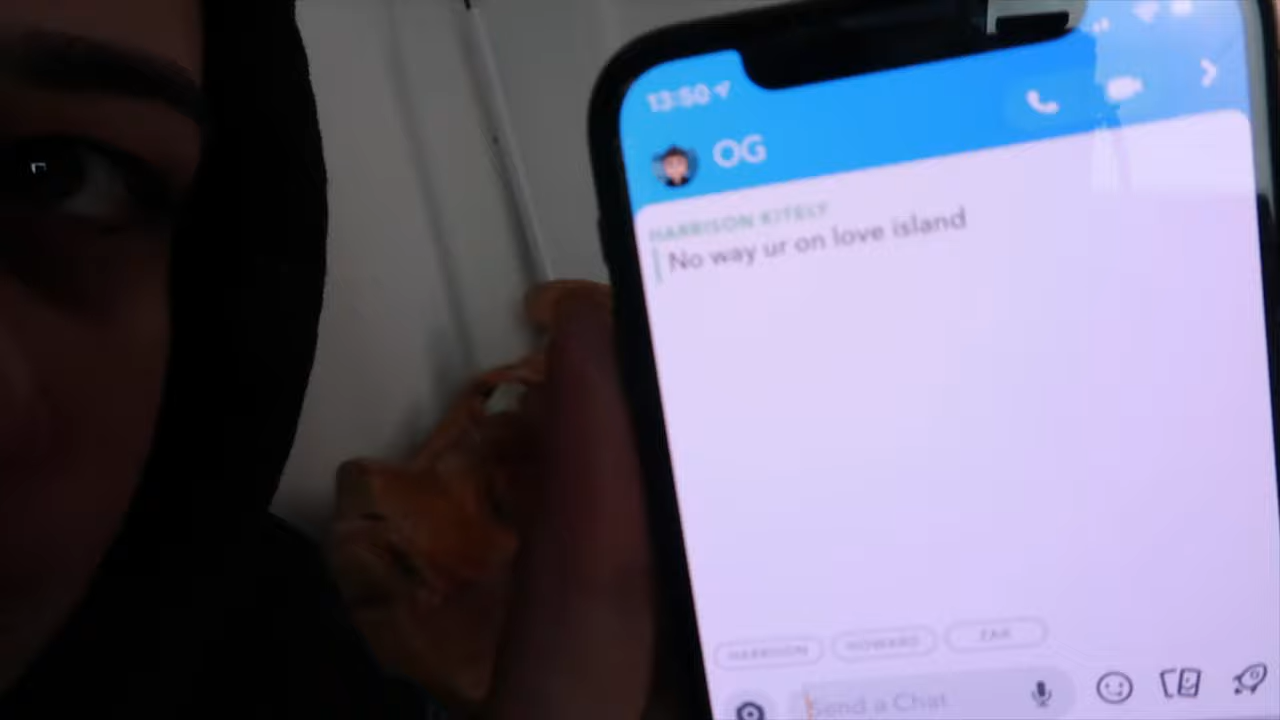 13:50
OG
HARRISON KITELY
No way ur on love island
HARRISON HOWARD ZAK
Send a Chat